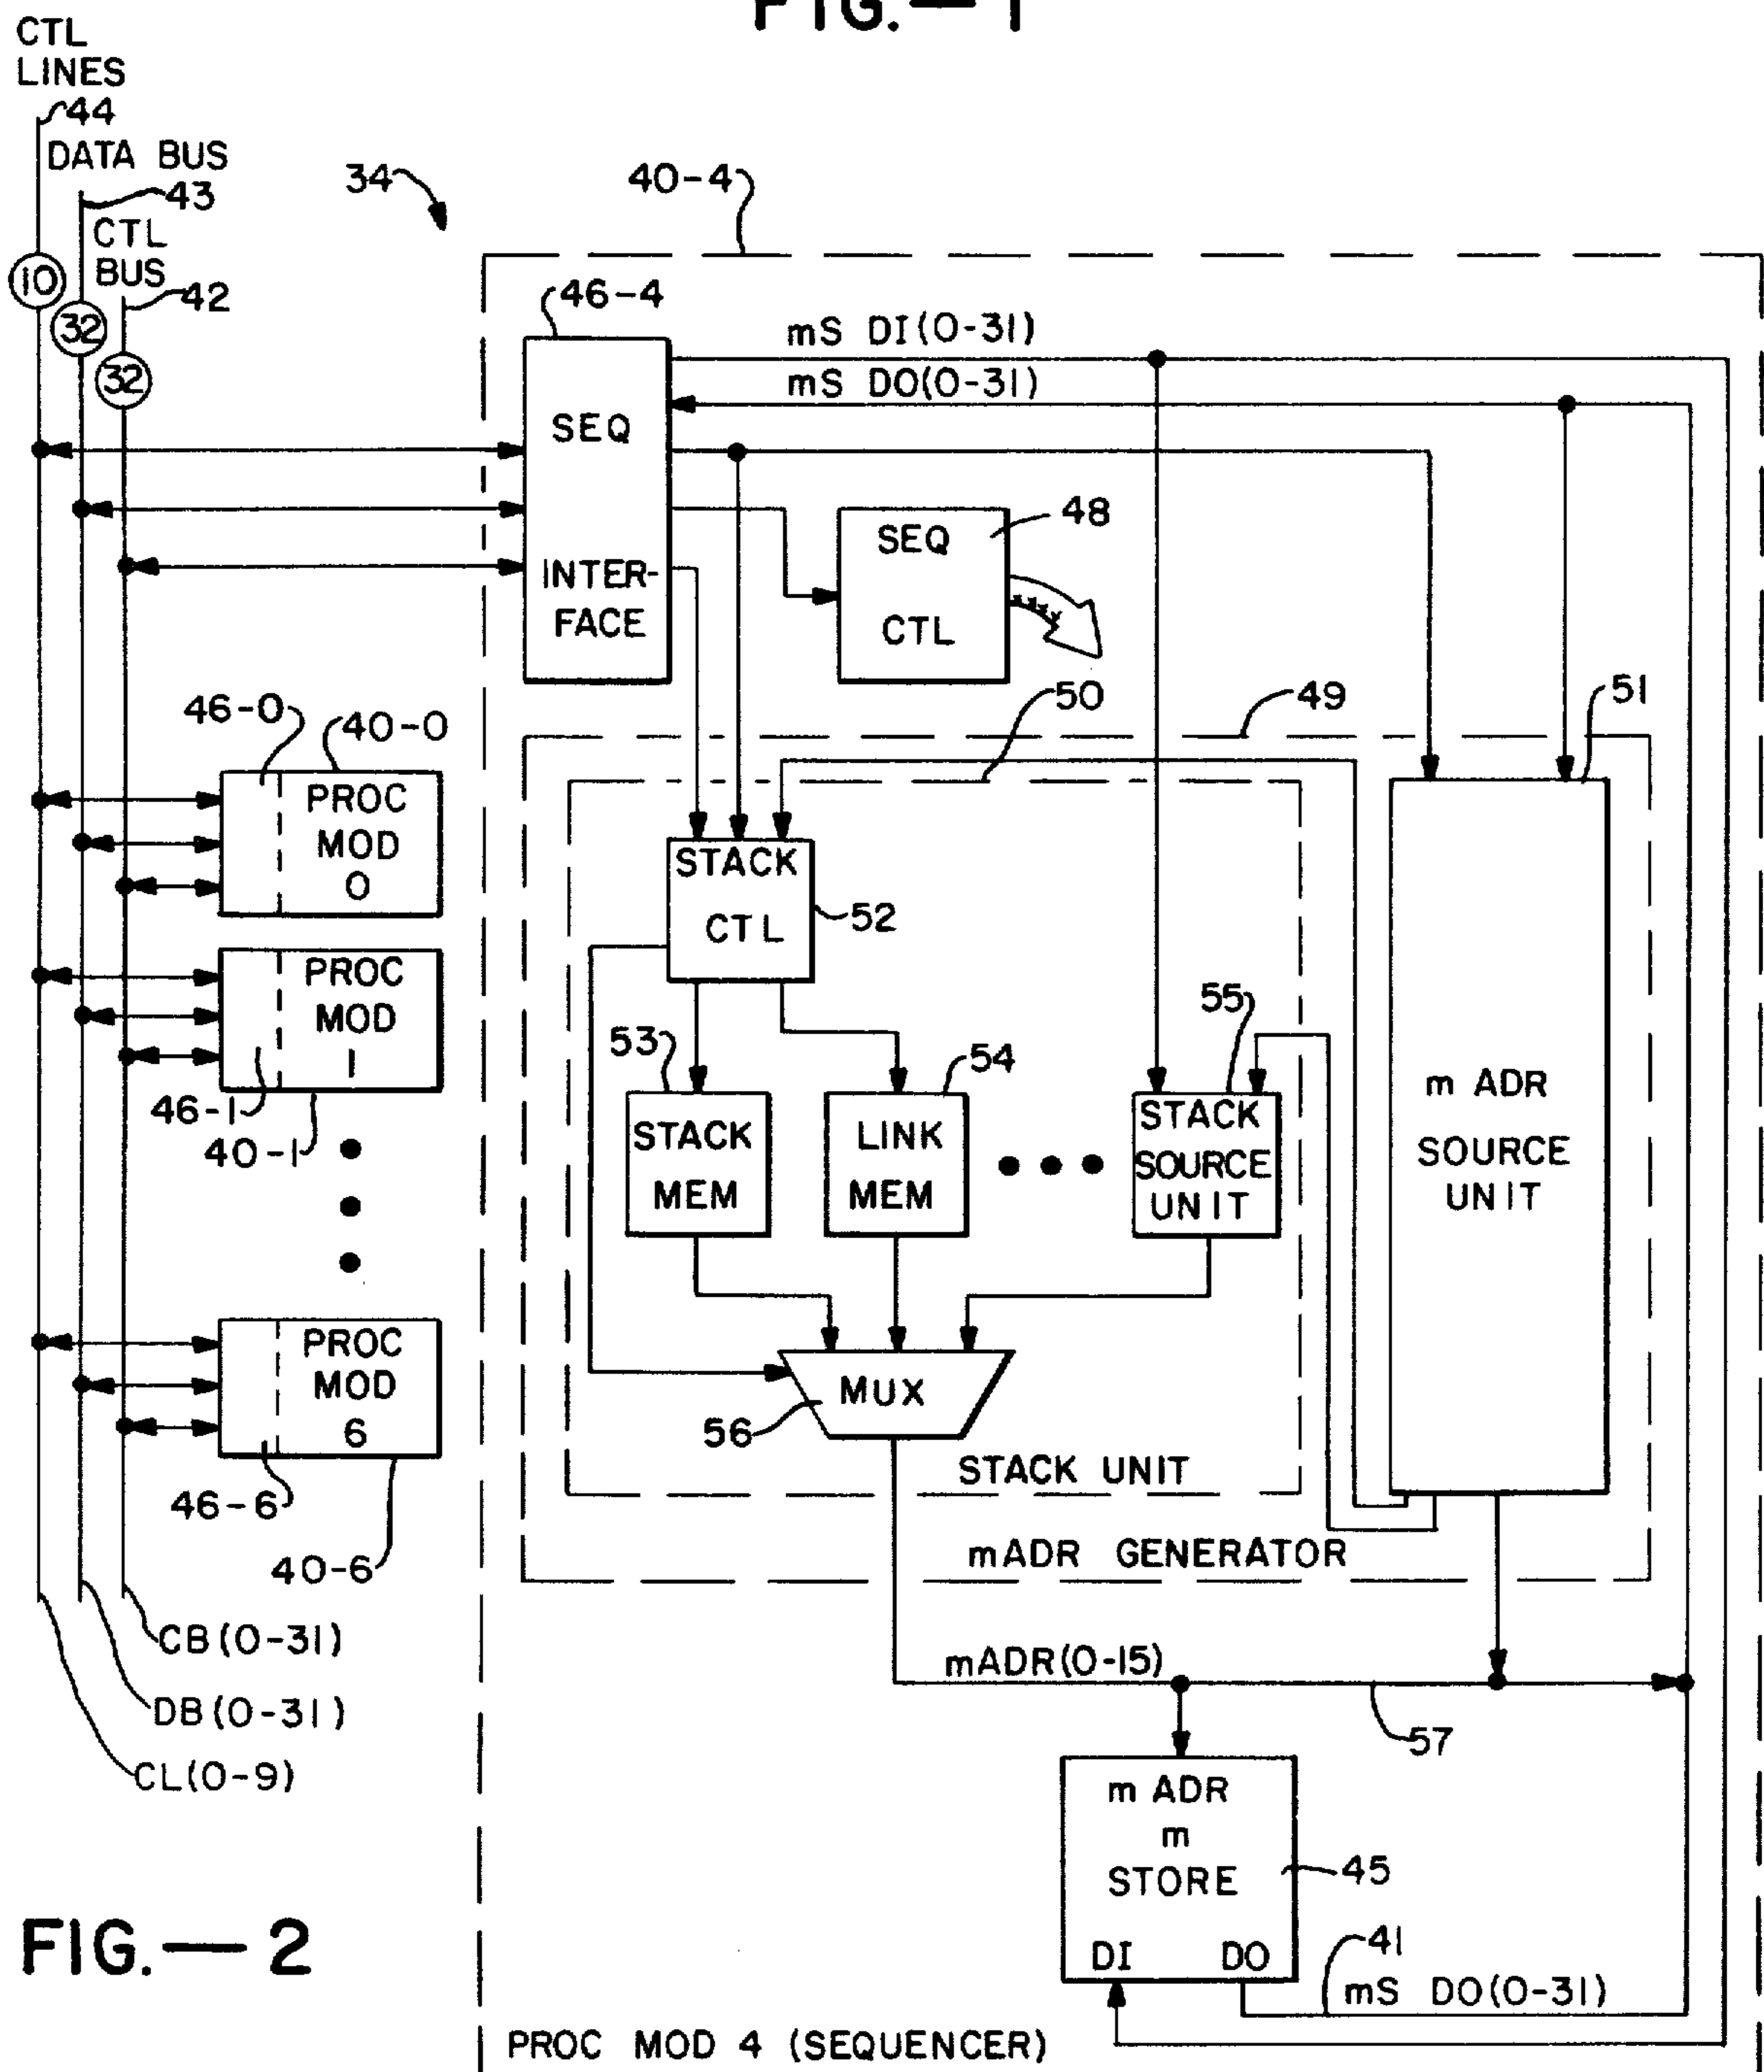 FIG.—1
CTL
LINES
44
DATA BUS
43
CTL
BUS
42
10
32
32
34
40-4
46-4
mS DI(0-31)
mS DO(0-31)
SEQ
INTER-
FACE
SEQ
CTL
48
46-0
40-0
PROC
MOD
0
PROC
MOD
1
46-1
40-1
PROC
MOD
6
46-6
40-6
50
49
51
STACK
CTL
52
53
54
55
STACK
MEM
LINK
MEM
STACK
SOURCE
UNIT
m ADR
SOURCE
UNIT
MUX
56
STACK UNIT
mADR GENERATOR
CB(0-31)
DB(0-31)
CL(0-9)
mADR(0-15)
57
m ADR
m
STORE
45
DI DO
41
mS DO(0-31)
FIG.—2
PROC MOD 4 (SEQUENCER)